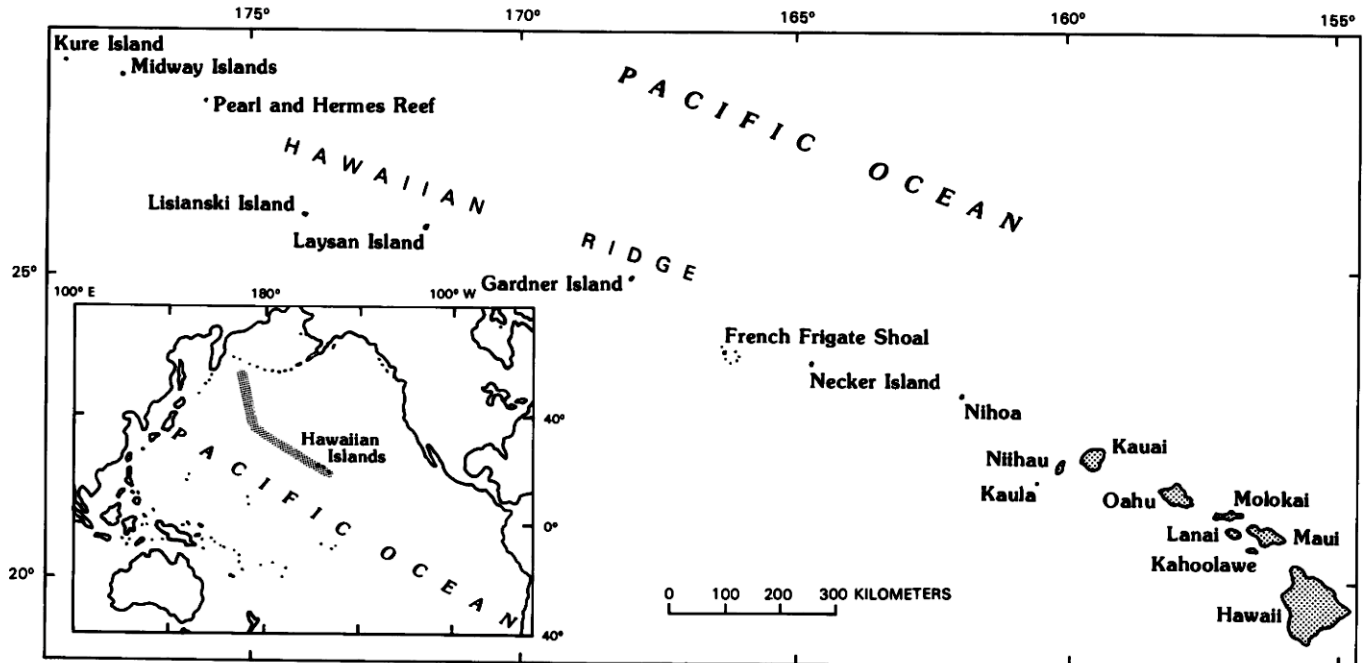 175°
170°
165°
160°
155°
Kure Island
Midway Islands
Pearl and Hermes Reef
PACIFIC OCEAN
HAWAIIAN RIDGE
Lisianski Island
Laysan Island
25°
Gardner Island
100° E
180°
100° W
French Frigate Shoal
Necker Island
Nihoa
40°
Hawaiian
Islands
PACIFIC OCEAN
Niihau
Kauai
Kaula
Oahu
Molokai
0°
Lanai
Maui
Kahoolawe
20°
0 100 200 300 KILOMETERS
Hawaii
40°